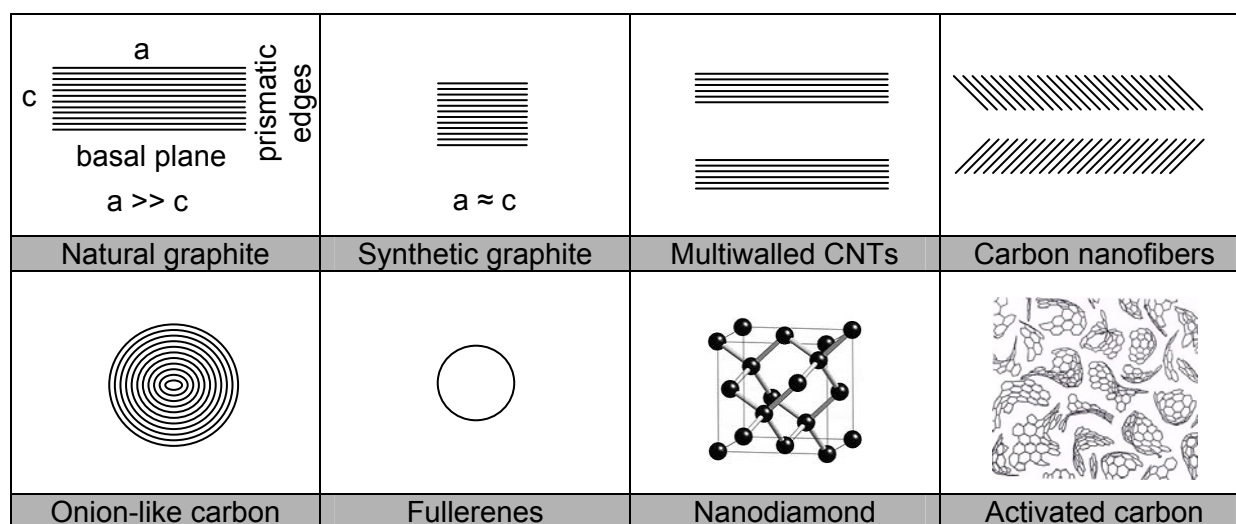 a
c
prismatic
edges
basal plane
a >> c
a ≈ c
Natural graphite
Synthetic graphite
Multiwalled CNTs
Carbon nanofibers
Onion-like carbon
Fullerenes
Nanodiamond
Activated carbon